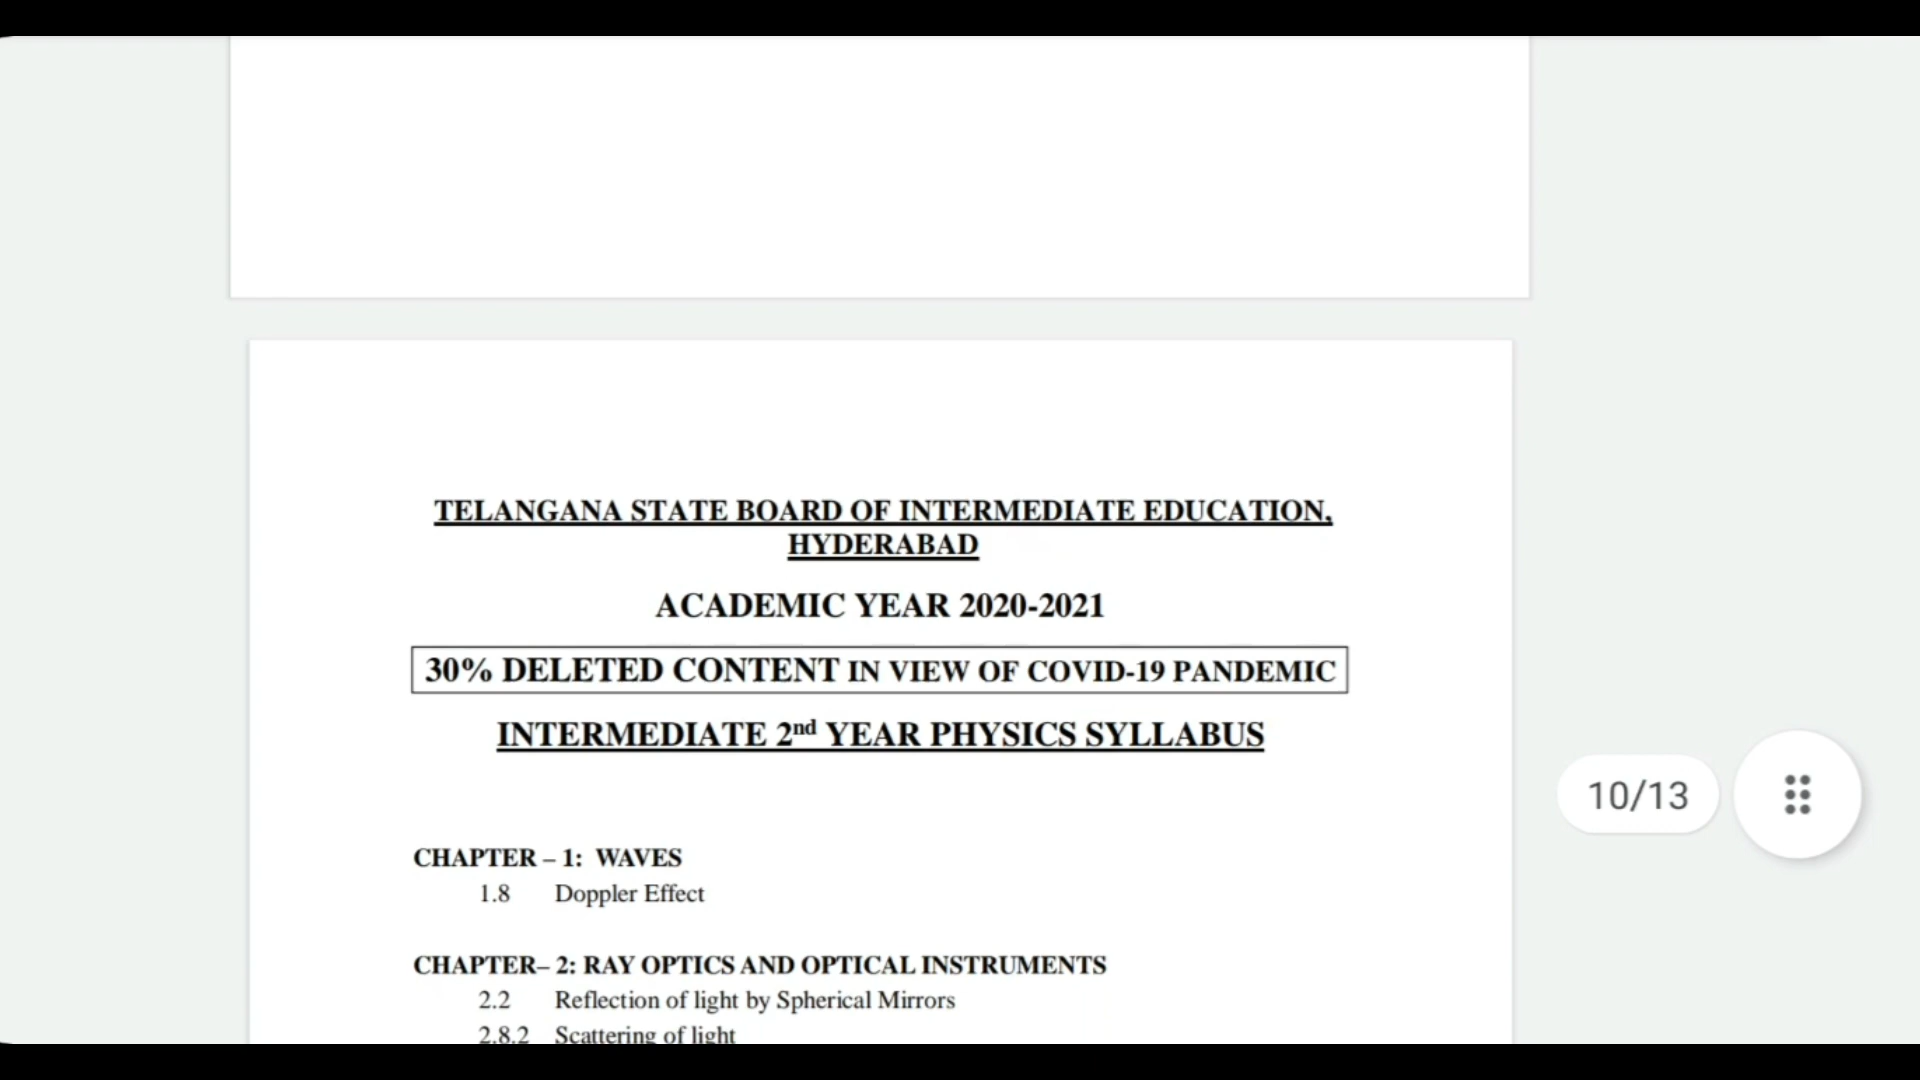 TELANGANA STATE BOARD OF INTERMEDIATE EDUCATION,
HYDERABAD
ACADEMIC YEAR 2020-2021
30% DELETED CONTENT IN VIEW OF COVID-19 PANDEMIC
INTERMEDIATE 2nd YEAR PHYSICS SYLLABUS
10/13
CHAPTER – 1: WAVES
1.8 Doppler Effect
CHAPTER– 2: RAY OPTICS AND OPTICAL INSTRUMENTS
2.2 Reflection of light by Spherical Mirrors
2.8.2 Scattering of light